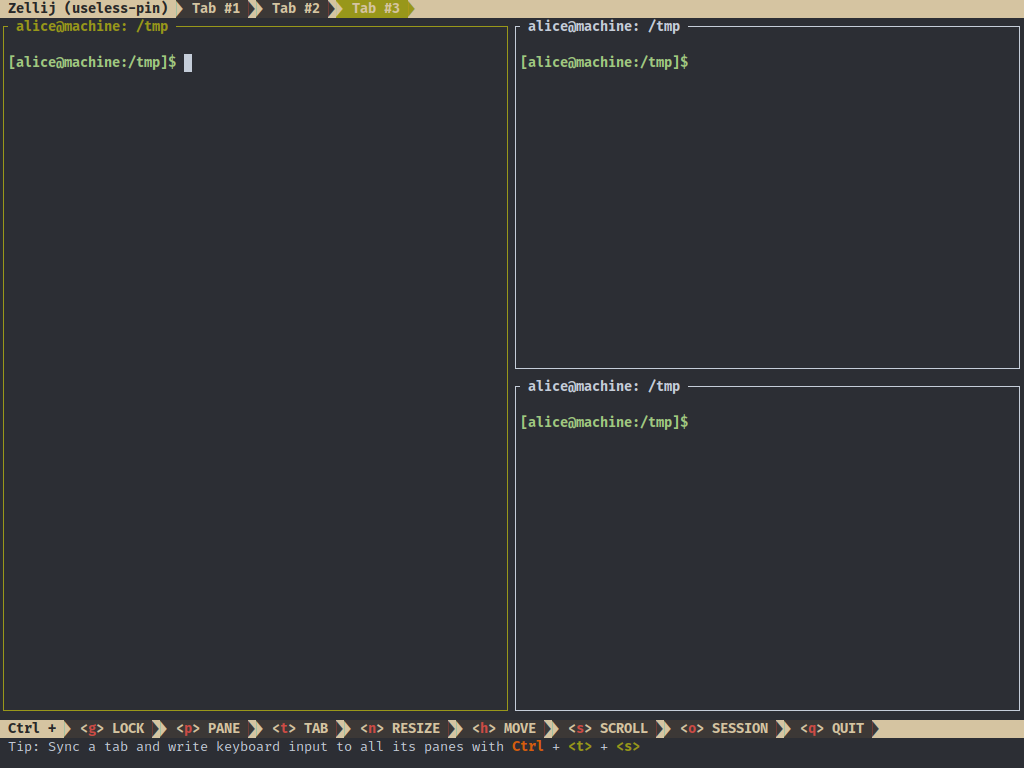 Zellij (useless-pin) Tab #1 Tab #2 Tab #3
alice@machine: /tmp
[alice@machine:/tmp]$
alice@machine: /tmp
[alice@machine:/tmp]$
alice@machine: /tmp
[alice@machine:/tmp]$
Ctrl + <g> LOCK <p> PANE <t> TAB <n> RESIZE <h> MOVE <s> SCROLL <o> SESSION <q> QUIT
Tip: Sync a tab and write keyboard input to all its panes with Ctrl + <t> + <s>